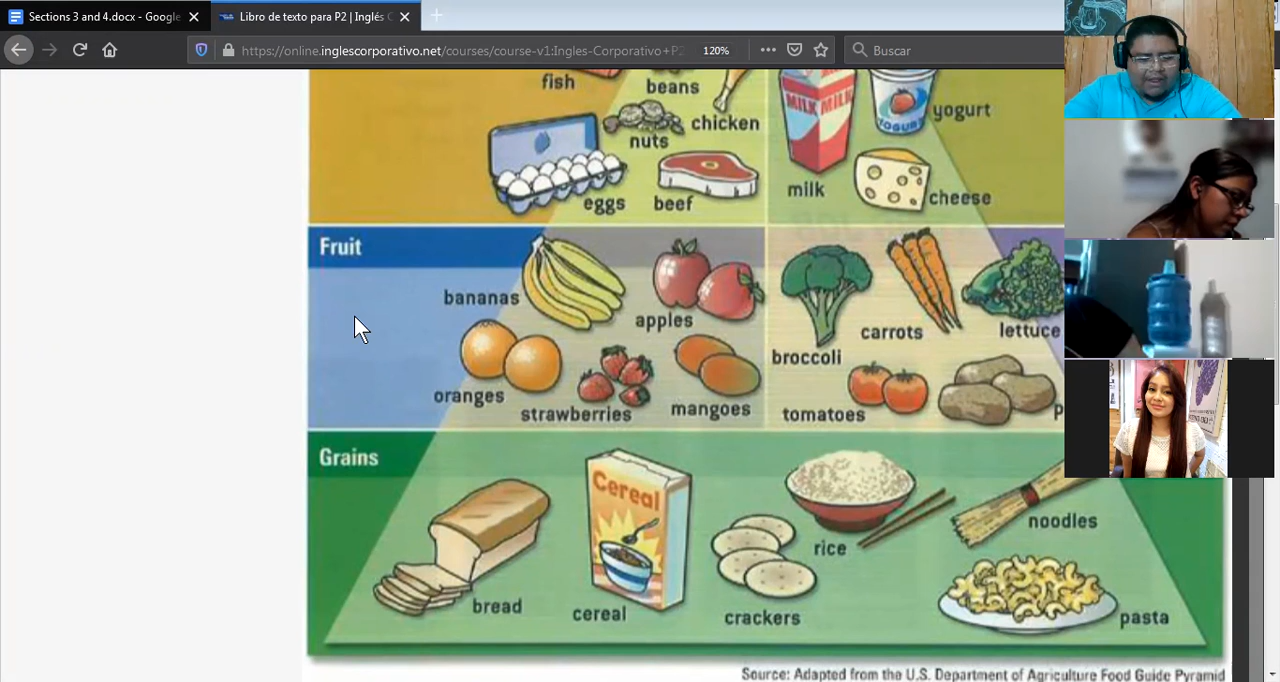 Sections 3 and 4.docx - Google
Libro de texto para P2 | Inglés C
https://online.inglescorporativo.net/courses/course-v1:Ingles-Corporativo+P2
120%
Buscar
fish
beans
chicken
nuts
eggs
beef
MILK MILK
milk
YOGURT
yogurt
cheese
Fruit
bananas
apples
oranges
strawberries
mangoes
broccoli
carrots
lettuce
tomatoes
p
Grains
bread
Cereal
cereal
crackers
rice
noodles
pasta
Source: Adapted from the U.S. Department of Agriculture Food Guide Pyramid